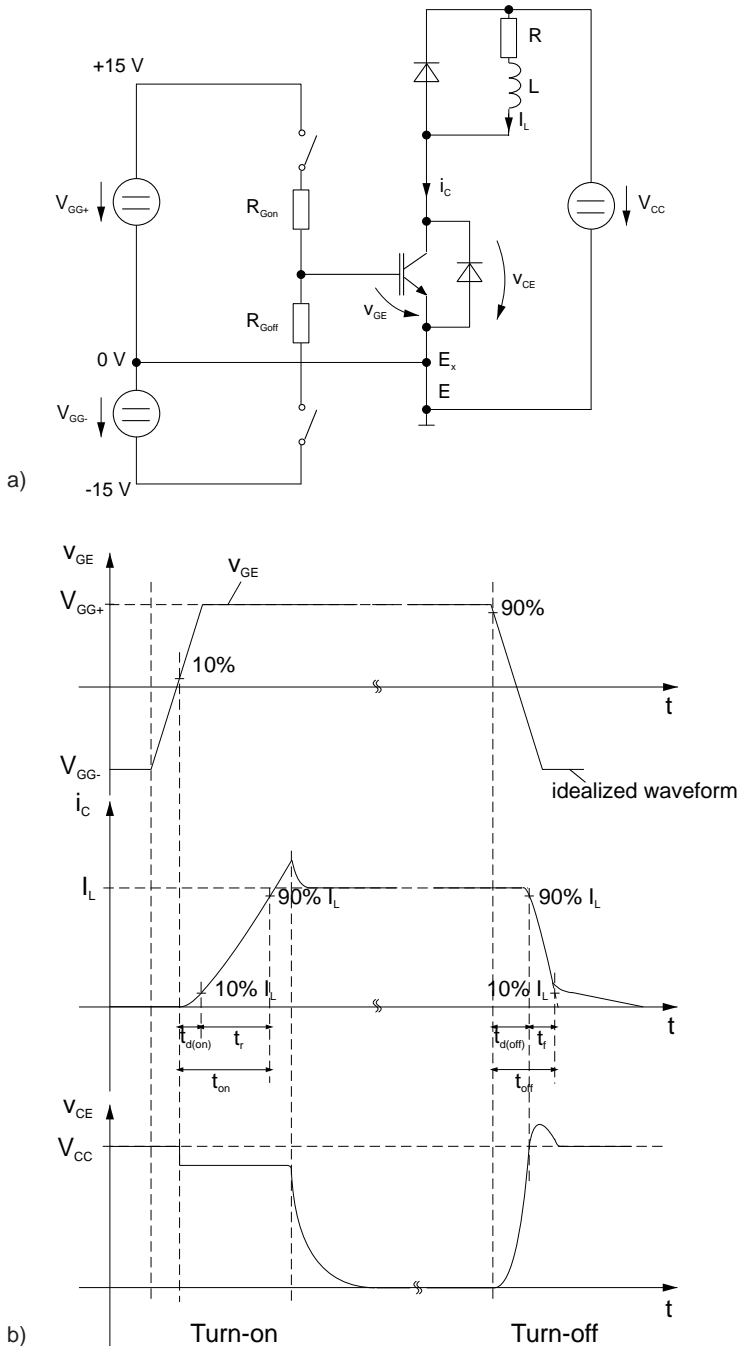 R
+15 V
L
I_L
V_GG+
R_Gon
i_C
V_CC
v_CE
v_GE
R_Goff
0 V
E_x
E
V_GG-
-15 V
a)
v_GE
v_GE
V_GG+
90%
10%
t
V_GG-
idealized waveform
i_C
I_L
90% I_L
90% I_L
10% I_L
10% I_L
t
t_d(on)
t_r
t_d(off)
t_f
t_on
t_off
v_CE
V_CC
t
b)
Turn-on
Turn-off